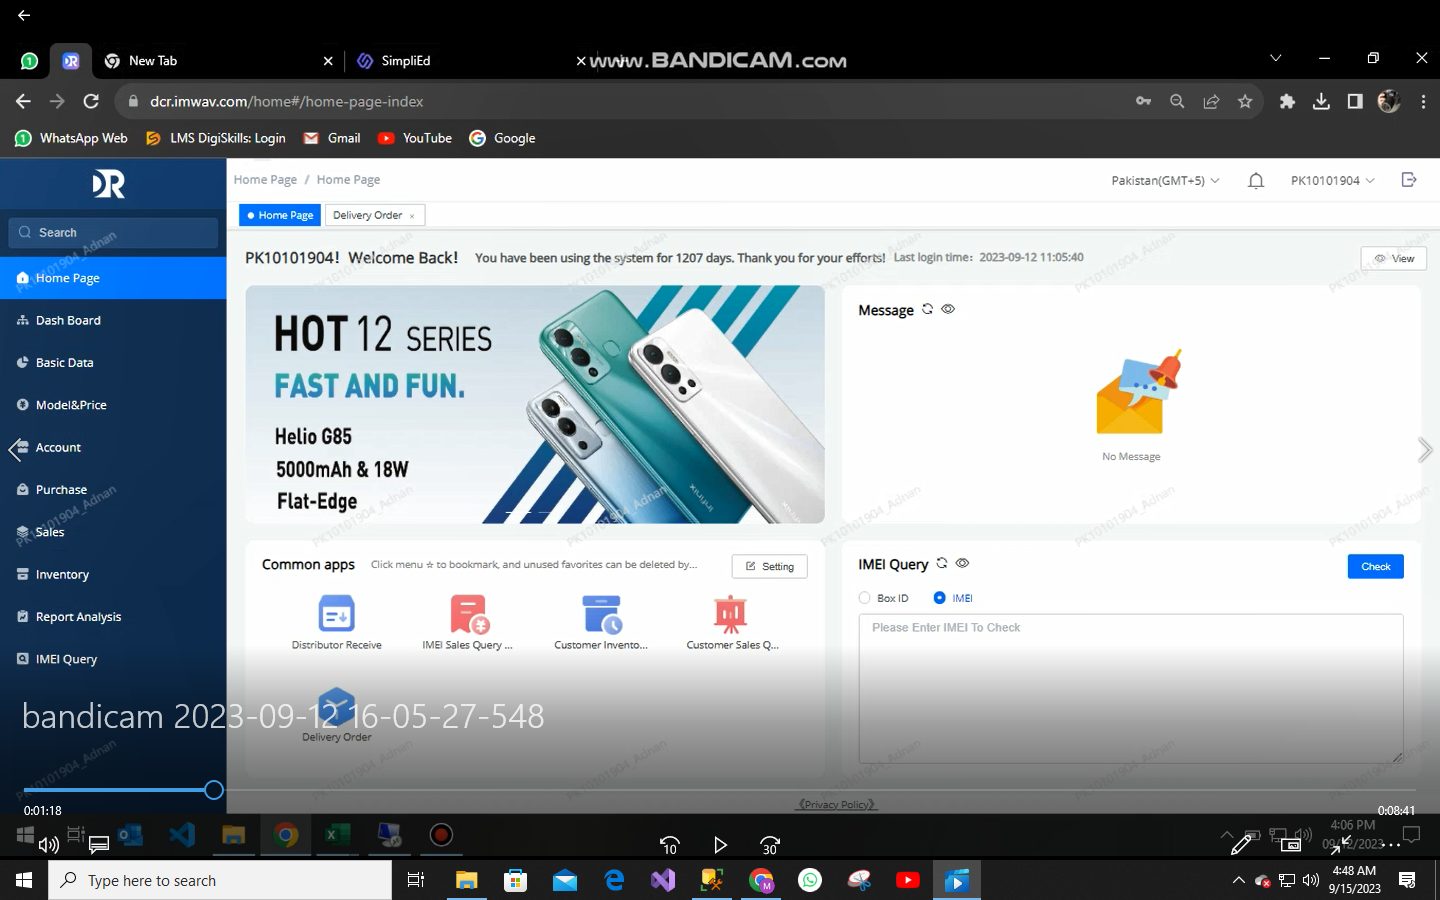 New Tab
SimpliEd
www.BANDICAM.com
dcr.imwav.com/home#/home-page-index
WhatsApp Web
LMS DigiSkills: Login
Gmail
YouTube
Google
DR
Home Page / Home Page
Pakistan(GMT+5)
PK10101904
Home Page
Delivery Order
Search
PK10101904! Welcome Back!
You have been using the system for 1207 days. Thank you for your efforts!
Last login time: 2023-09-12 11:05:40
View
Home Page
Dash Board
Basic Data
Model&Price
Account
Purchase
Sales
Inventory
Report Analysis
IMEI Query
HOT 12 SERIES
FAST AND FUN.
Helio G85
5000mAh & 18W
Flat-Edge
Infinix
Message
No Message
Common apps
Click menu ☆ to bookmark, and unused favorites can be deleted by...
Setting
Distributor Receive
IMEI Sales Query ...
Customer Invento...
Customer Sales Q...
Delivery Order
IMEI Query
Check
Box ID
IMEI
Please Enter IMEI To Check
PK10101904_Adnan
bandicam 2023-09-12 16-05-27-548
《Privacy Policy》
0:01:18
0:08:41
4:06 PM
09/12/2023
10
30
Type here to search
4:48 AM
9/15/2023